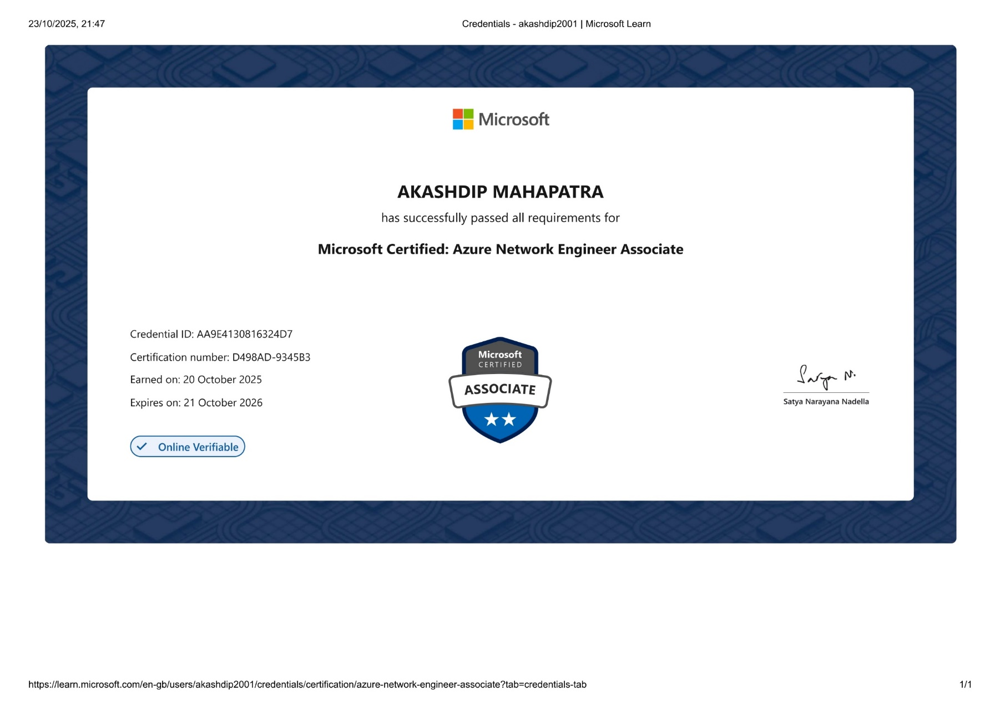 23/10/2025, 21:47
Credentials - akashdip2001 | Microsoft Learn
Microsoft
AKASHDIP MAHAPATRA
has successfully passed all requirements for
Microsoft Certified: Azure Network Engineer Associate
Credential ID: AA9E4130816324D7
Certification number: D498AD-9345B3
Earned on: 20 October 2025
Expires on: 21 October 2026
Online Verifiable
Microsoft
CERTIFIED
ASSOCIATE
Satya N.
Satya Narayana Nadella
https://learn.microsoft.com/en-gb/users/akashdip2001/credentials/certification/azure-network-engineer-associate?tab=credentials-tab
1/1